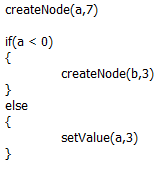 createNode(a,7)
if(a < 0)
{
createNode(b,3)
}
else
{
setValue(a,3)
}